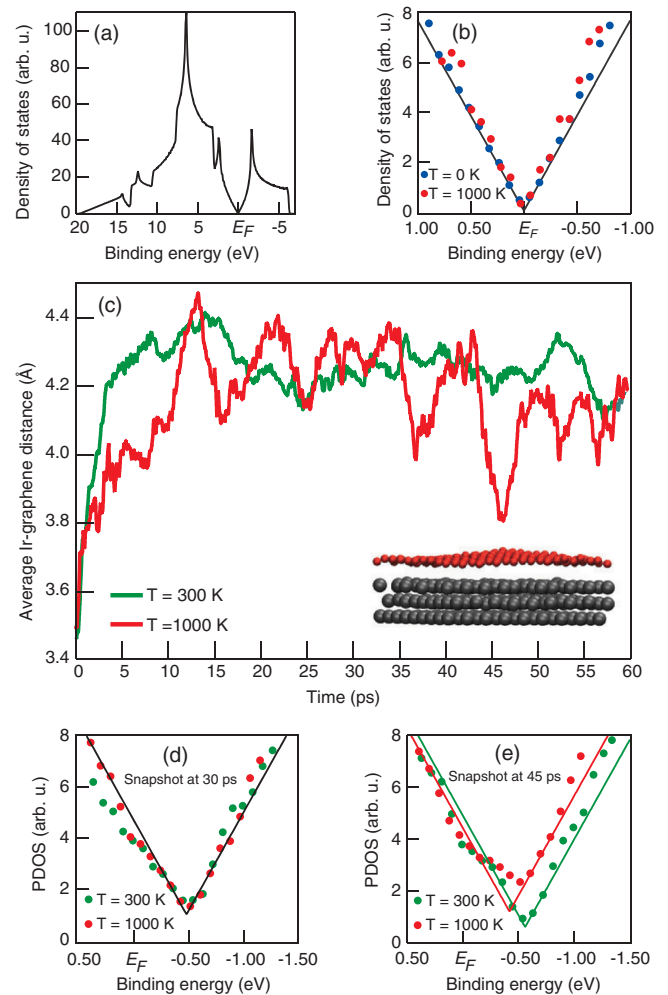 (a)
Density of states (arb. u.)
100
80
60
40
20
0
20
15
10
5
E_F
-5
Binding energy (eV)
(b)
Density of states (arb. u.)
8
6
4
2
0
T = 0 K
T = 1000 K
1.00
0.50
E_F
-0.50
-1.00
Binding energy (eV)
(c)
Average Ir-graphene distance (Å)
4.4
4.2
4.0
3.8
3.6
3.4
T = 300 K
T =1000 K
0
5
10
15
20
25
30
35
40
45
50
55
60
Time (ps)
(d)
Snapshot at 30 ps
PDOS (arb. u.)
8
6
4
2
0
T = 300 K
T = 1000 K
0.50
E_F
-0.50
-1.00
-1.50
Binding energy (eV)
(e)
Snapshot at 45 ps
PDOS (arb. u.)
8
6
4
2
0
T = 300 K
T = 1000 K
0.50
E_F
-0.50
-1.00
-1.50
Binding energy (eV)